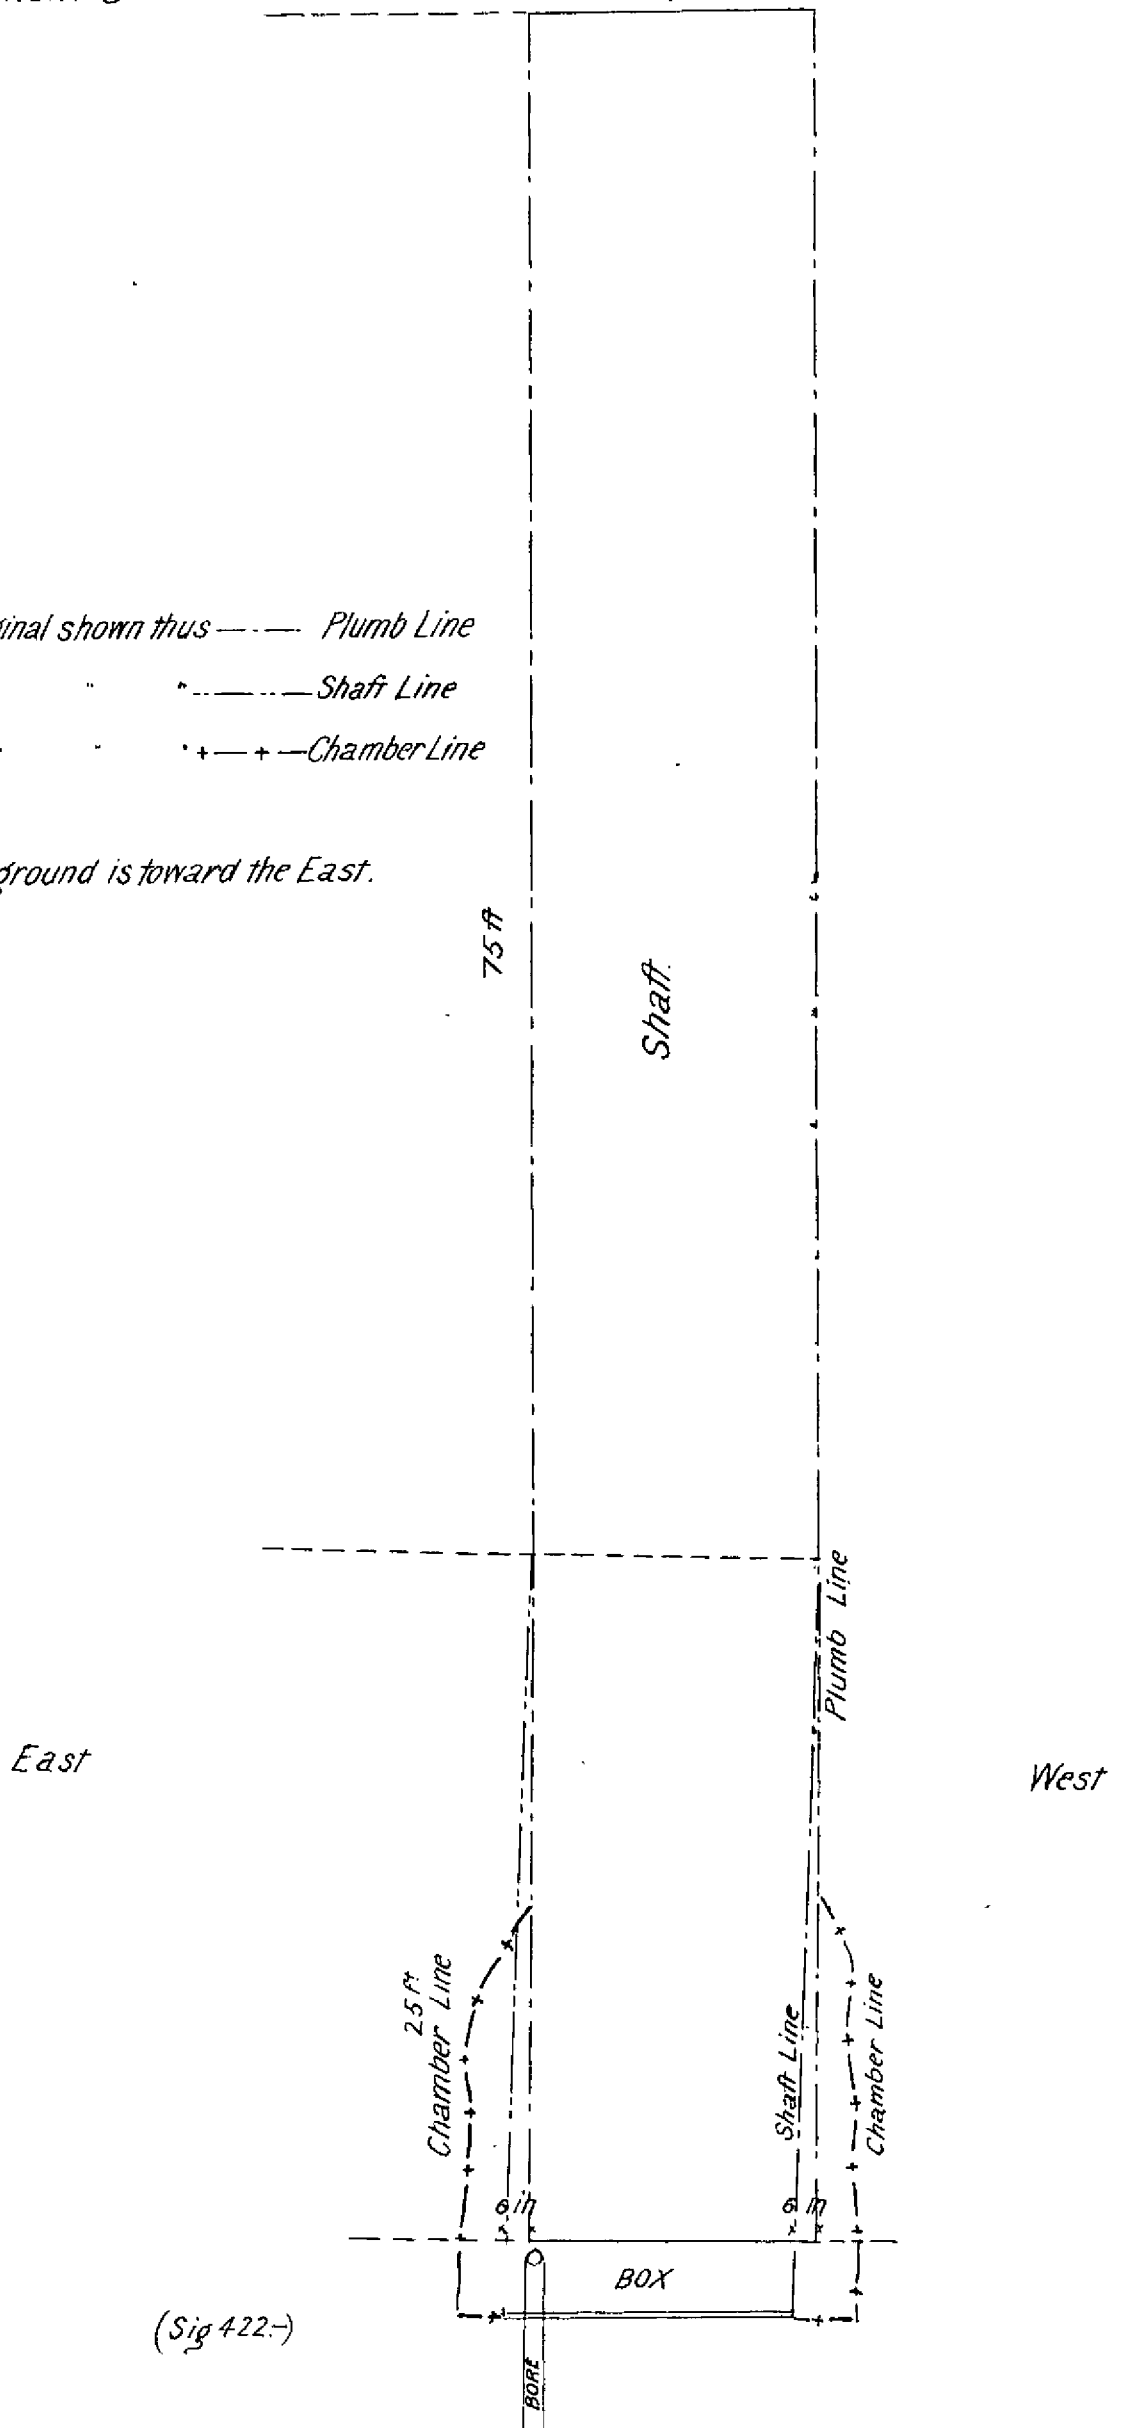 ginal shown thus —·— Plumb Line
" " ··—··— Shaft Line
" " +—+— Chamber Line
ground is toward the East.
75 ft
Shaft.
Plumb Line
East
West
25 ft
Chamber Line
Shaft Line
Chamber Line
6 in
6 in
BOX
(Sig 422:-)
BORE